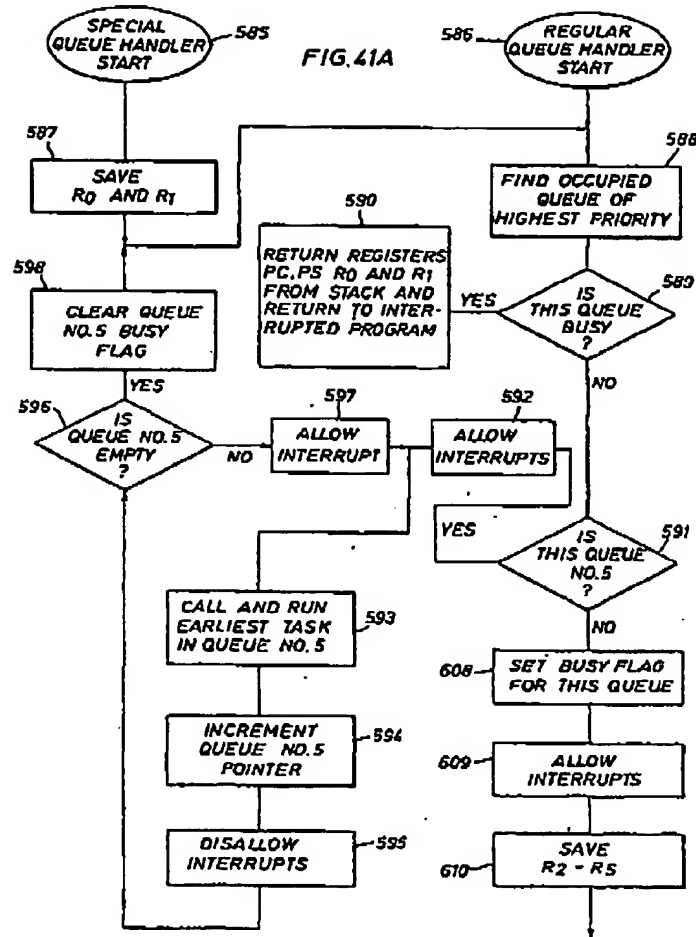 SPECIAL
QUEUE HANDLER
START
585
FIG. 41A
586
REGULAR
QUEUE HANDLER
START
587
SAVE
R0 AND R1
588
FIND OCCUPIED
QUEUE OF
HIGHEST PRIORITY
590
RETURN REGISTERS
PC, PS R0 AND R1
FROM STACK AND
RETURN TO INTER-
RUPTED PROGRAM
YES
589
IS
THIS QUEUE
BUSY
?
NO
598
CLEAR QUEUE
NO.5 BUSY
FLAG
YES
596
IS
QUEUE NO.5
EMPTY
?
NO
597
ALLOW
INTERRUPT
592
ALLOW
INTERRUPTS
YES
591
IS
THIS QUEUE
NO.5
?
NO
CALL AND RUN
EARLIEST TASK
IN QUEUE NO.5
593
608
SET BUSY FLAG
FOR THIS QUEUE
INCREMENT
QUEUE NO.5
POINTER
594
609
ALLOW
INTERRUPTS
DISALLOW
INTERRUPTS
595
610
SAVE
R2 - R5